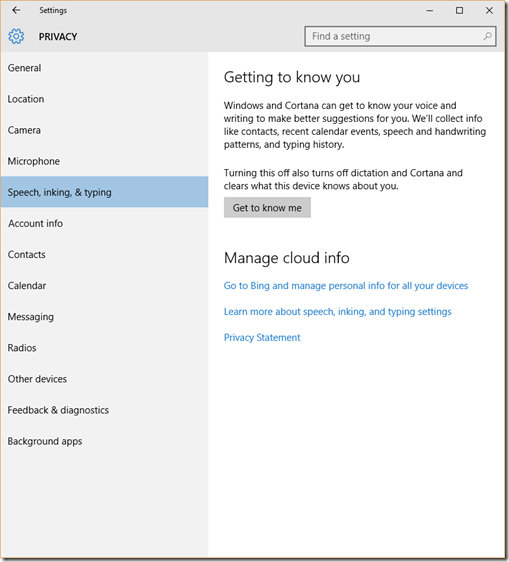 Settings
PRIVACY
Find a setting
General
Location
Camera
Microphone
Speech, inking, & typing
Account info
Contacts
Calendar
Messaging
Radios
Other devices
Feedback & diagnostics
Background apps
Getting to know you
Windows and Cortana can get to know your voice and
writing to make better suggestions for you. We'll collect info
like contacts, recent calendar events, speech and handwriting
patterns, and typing history.
Turning this off also turns off dictation and Cortana and
clears what this device knows about you.
Get to know me
Manage cloud info
Go to Bing and manage personal info for all your devices
Learn more about speech, inking, and typing settings
Privacy Statement